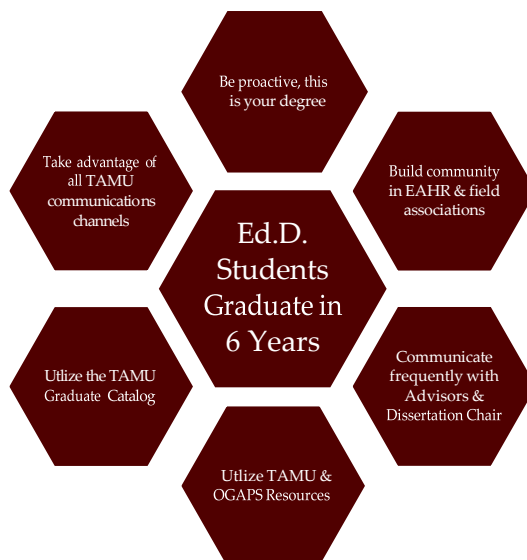 Be proactive, this
is your degree
Take advantage of
all TAMU
communications
channels
Build community
in EAHR & field
associations
Ed.D.
Students
Graduate in
6 Years
Utlize the TAMU
Graduate Catalog
Communicate
frequently with
Advisors &
Dissertation Chair
Utlize TAMU &
OGAPS Resources